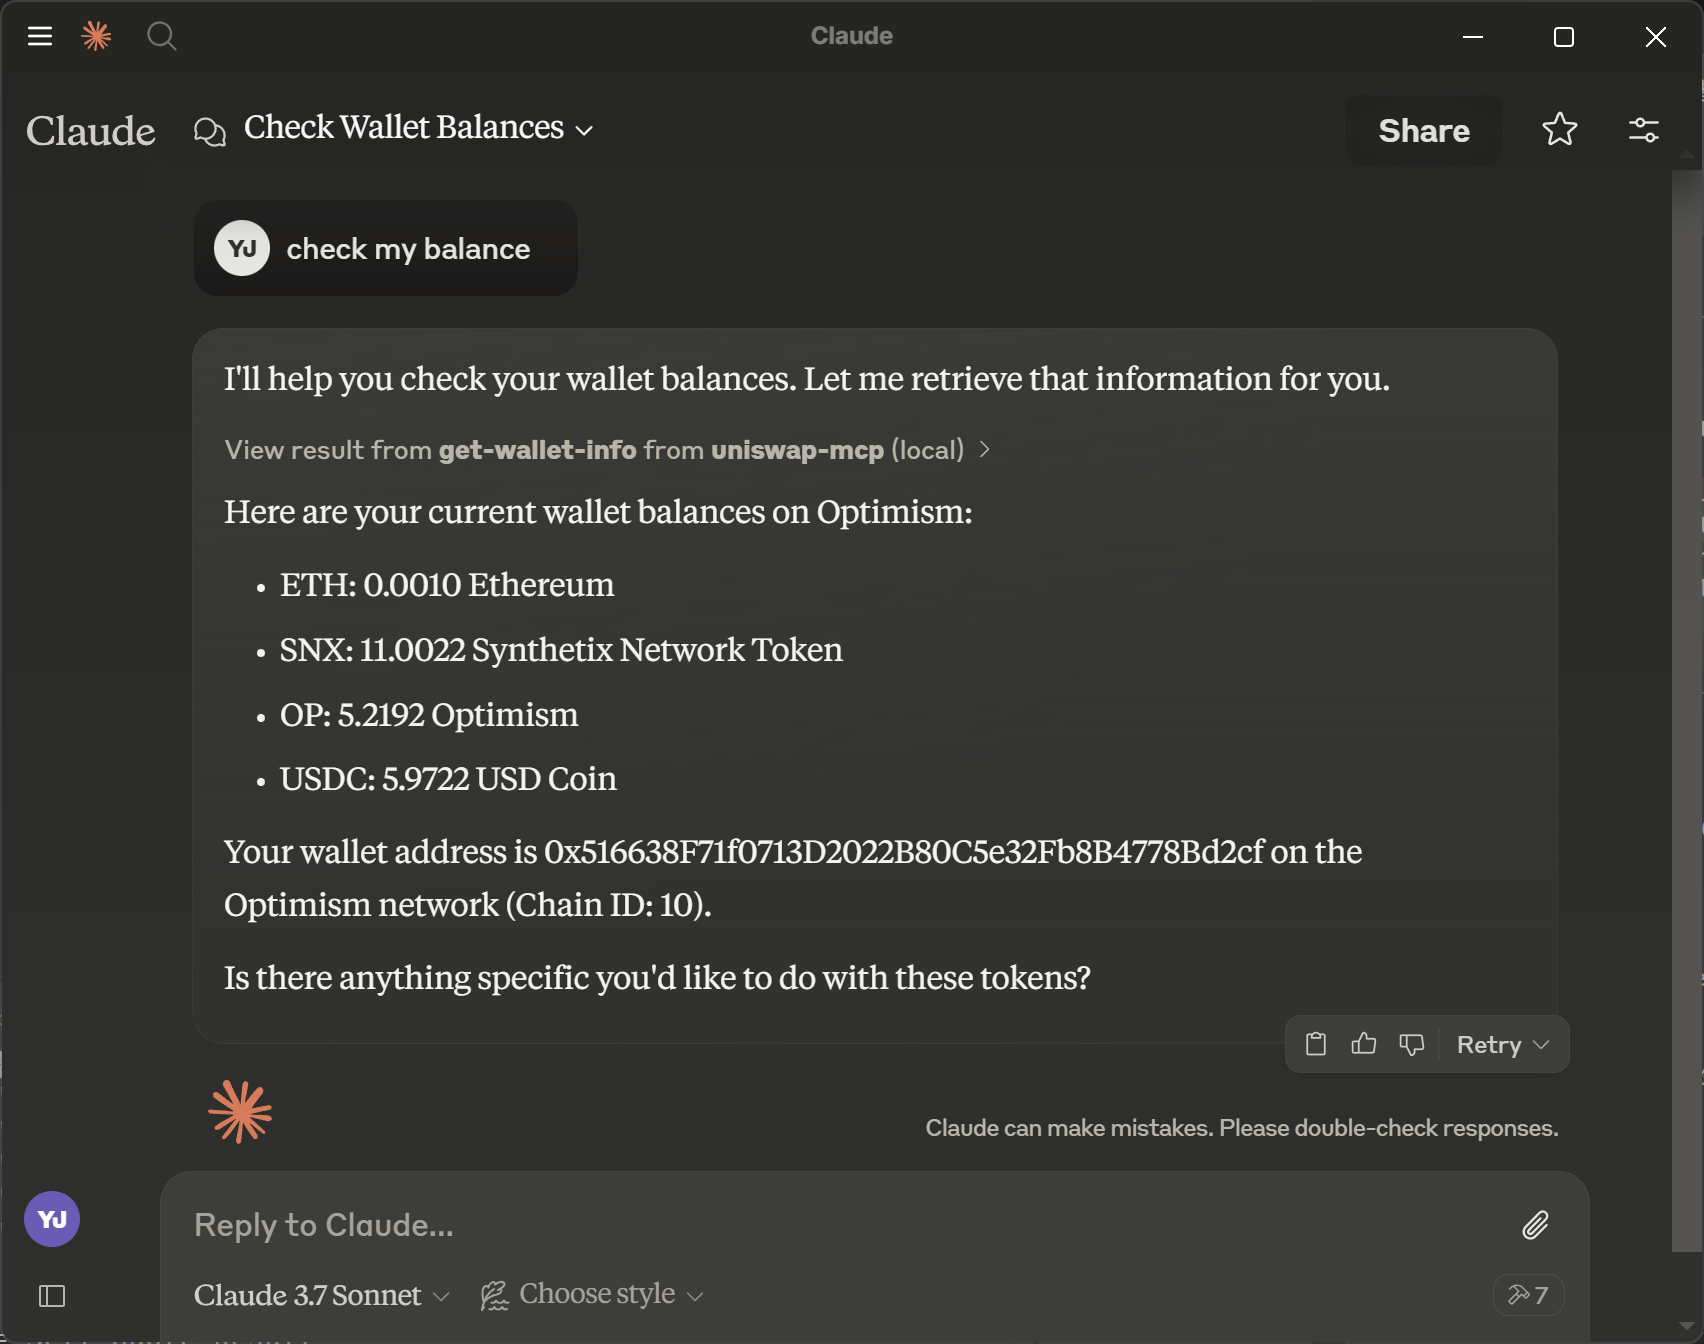 Claude
Claude
Check Wallet Balances
Share
YJ
check my balance
I'll help you check your wallet balances. Let me retrieve that information for you.
View result from get-wallet-info from uniswap-mcp (local)
Here are your current wallet balances on Optimism:
• ETH: 0.0010 Ethereum
• SNX: 11.0022 Synthetix Network Token
• OP: 5.2192 Optimism
• USDC: 5.9722 USD Coin
Your wallet address is 0x516638F71f0713D2022B80C5e32Fb8B4778Bd2cf on the
Optimism network (Chain ID: 10).
Is there anything specific you'd like to do with these tokens?
Retry
Claude can make mistakes. Please double-check responses.
YJ
Reply to Claude...
Claude 3.7 Sonnet
Choose style
7